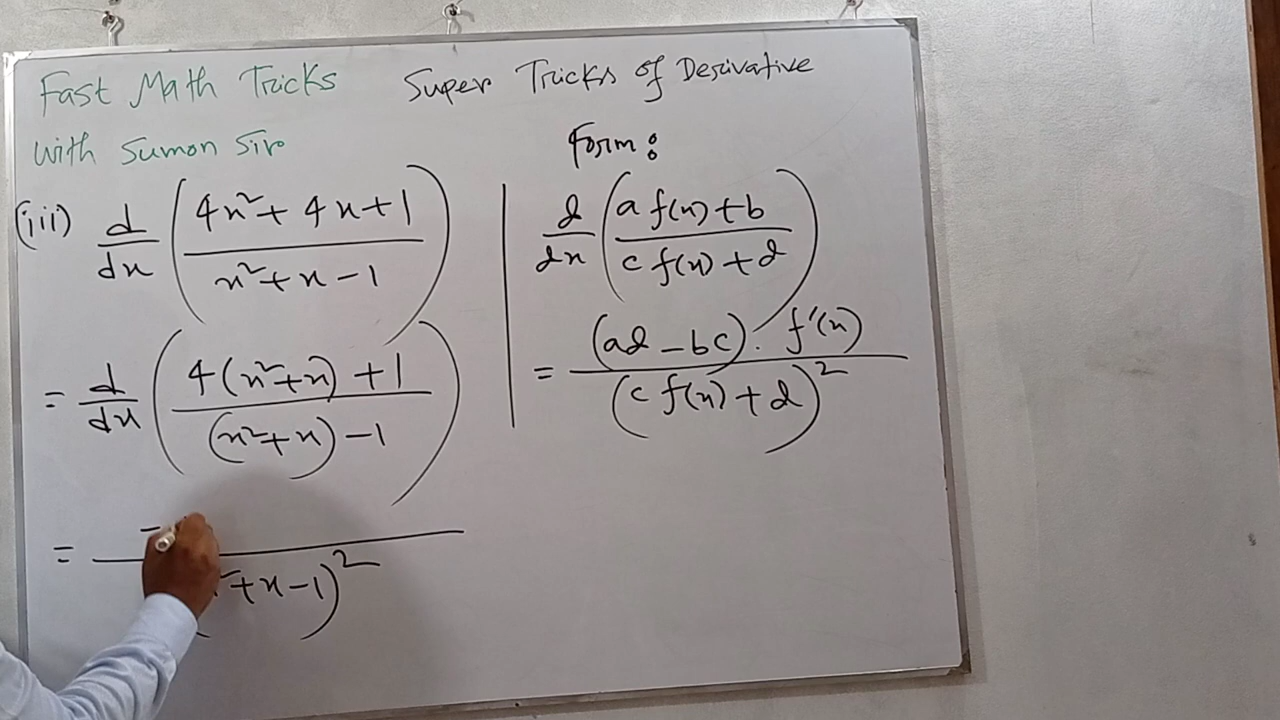 Fast Math Tricks
With Sumon Sir
Super Tricks of Derivative
(iii) d/dx ( (4x² + 4x + 1) / (x² + x − 1) )
= d/dx ( (4(x² + x) + 1) / ((x² + x) − 1) )
= − / ( ² + x − 1)²
Form:
d/dx ( (a f(x) + b) / (c f(x) + d) )
= (ad − bc) . f'(x) / (c f(x) + d)²